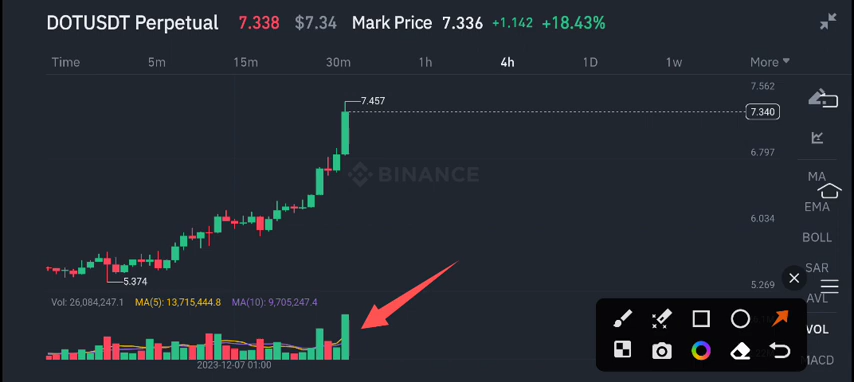 DOTUSDT Perpetual 7.338 $7.34 Mark Price 7.336 +1.142 +18.43%
Time 5m 15m 30m 1h 4h 1D 1w More
7.562
7.457
7.340
6.797
BINANCE
MA
EMA
6.034
BOLL
SAR
5.374
5.269
AVL
Vol: 26,084,247.1 MA(5): 13,715,444.8 MA(10): 9,705,247.4
VOL
MACD
2023-12-07 01:00